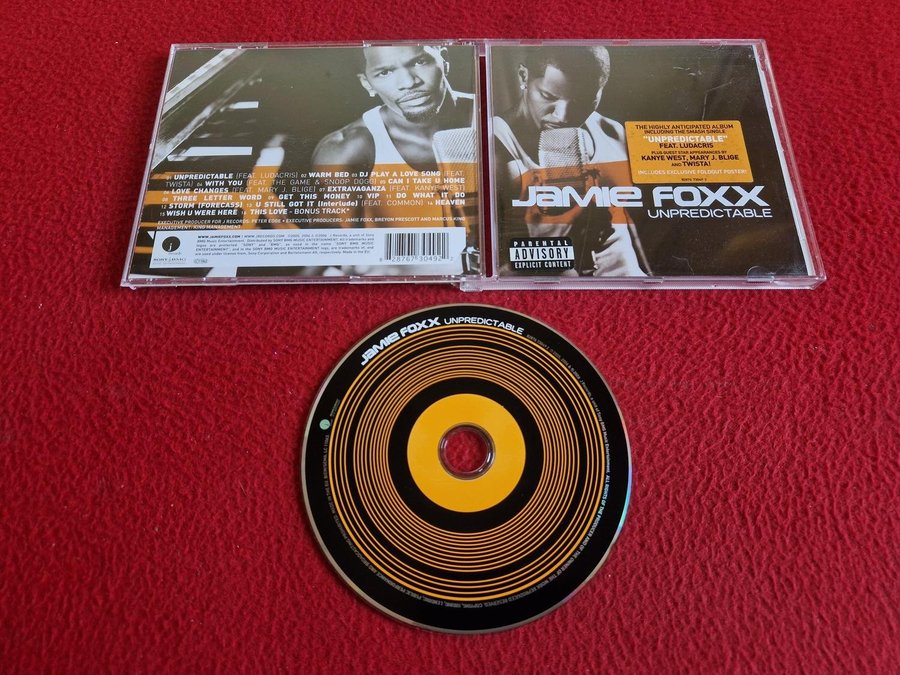 01 UNPREDICTABLE (FEAT. LUDACRIS) 02 WARM BED 03 DJ PLAY A LOVE SONG (FEAT.
TWISTA) 04 WITH YOU (FEAT. THE GAME & SNOOP DOGG) 05 CAN I TAKE U HOME
06 LOVE CHANGES (FEAT. MARY J. BLIGE) 07 EXTRAVAGANZA (FEAT. KANYE WEST)
08 THREE LETTER WORD 09 GET THIS MONEY 10 VIP 11 DO WHAT IT DO
12 STORM (FORECASS) 13 U STILL GOT IT (Interlude) (FEAT. COMMON) 14 HEAVEN
15 WISH U WERE HERE 16 THIS LOVE - BONUS TRACK*
EXECUTIVE PRODUCER FOR J RECORDS: PETER EDGE · EXECUTIVE PRODUCERS: JAMIE FOXX, BREYON PRESCOTT AND MARCUS KING
MANAGEMENT: KING MANAGEMENT
WWW.JAMIEFOXX.COM
SONY BMG
8 28767 30492 2
THE HIGHLY ANTICIPATED ALBUM
INCLUDING THE SMASH SINGLE
"UNPREDICTABLE"
FEAT. LUDACRIS
PLUS GUEST STAR APPEARANCES BY
KANYE WEST, MARY J. BLIGE
AND TWISTA!
INCLUDES EXCLUSIVE FOLDOUT POSTER!
JAMIE FOXX
UNPREDICTABLE
PARENTAL
ADVISORY
EXPLICIT CONTENT
JAMIE FOXX UNPREDICTABLE